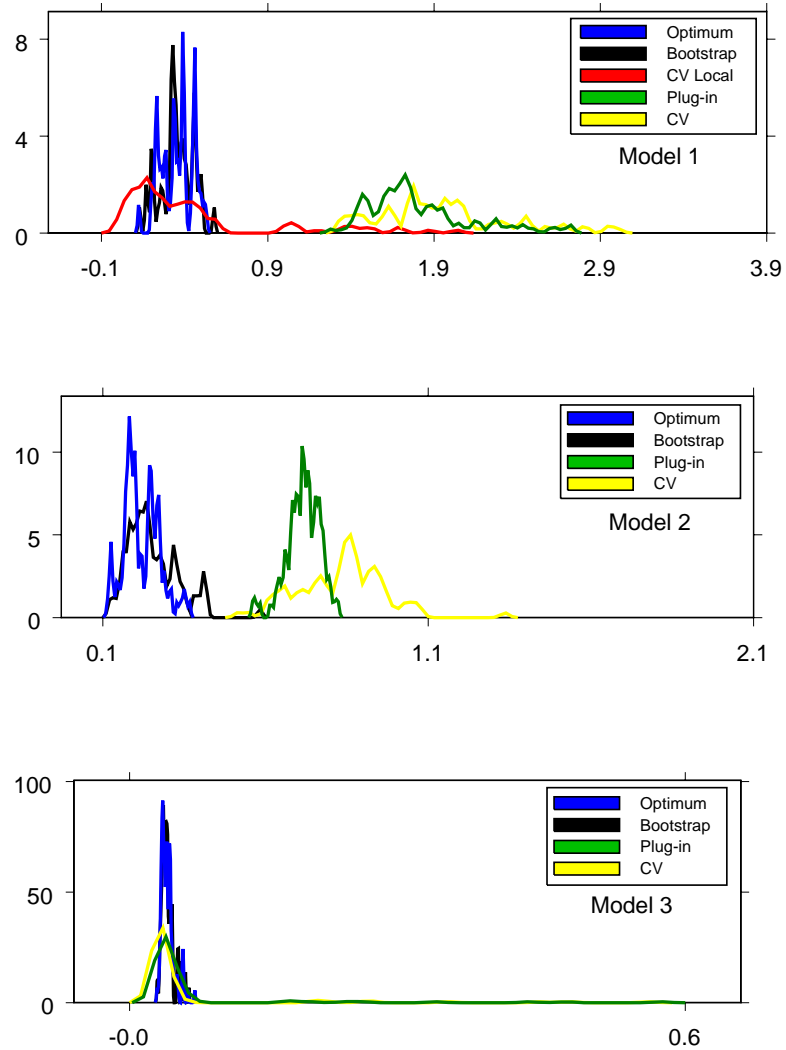 8
4
0
Optimum
Bootstrap
CV Local
Plug-in
CV
Model 1
-0.1 0.9 1.9 2.9 3.9
10
5
0
Optimum
Bootstrap
Plug-in
CV
Model 2
0.1 1.1 2.1
100
50
0
Optimum
Bootstrap
Plug-in
CV
Model 3
-0.0 0.6